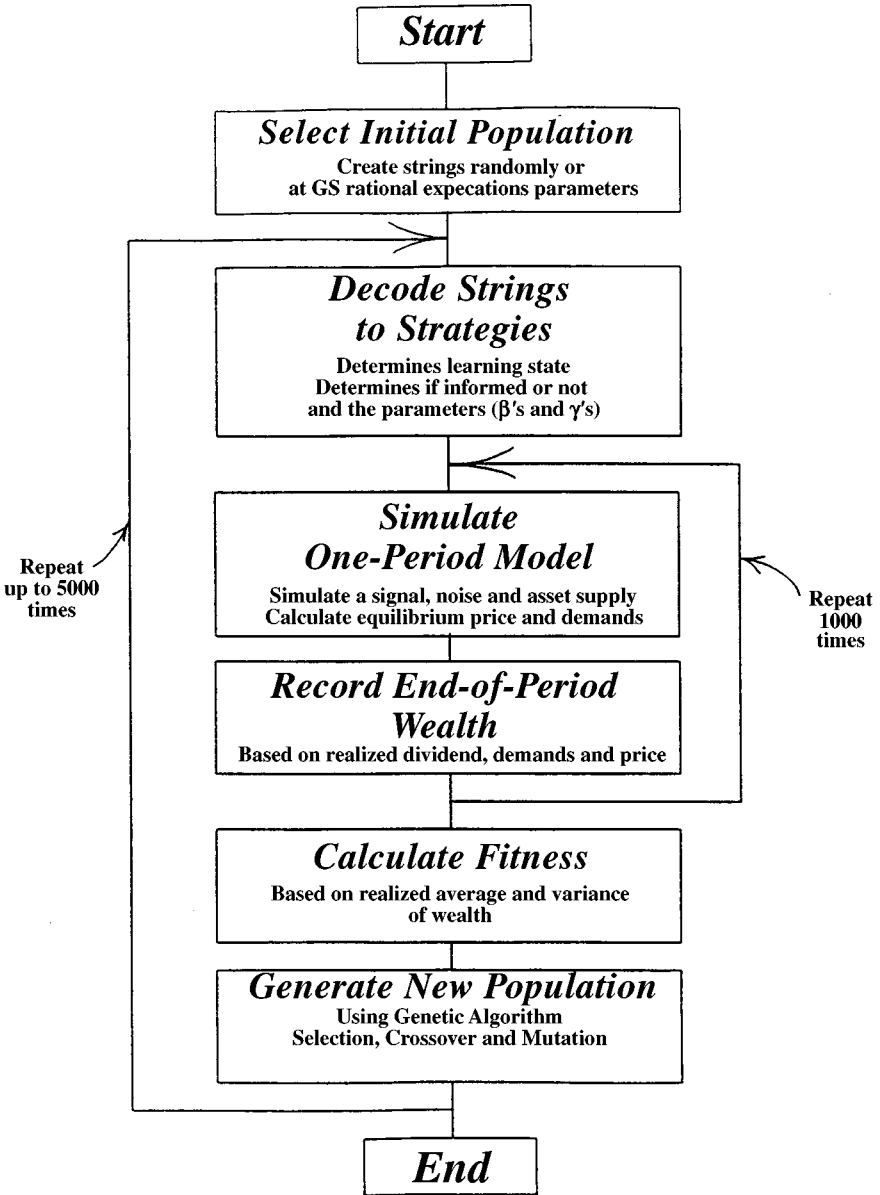 Start
Select Initial Population
Create strings randomly or
at GS rational expecations parameters
Decode Strings
to Strategies
Determines learning state
Determines if informed or not
and the parameters (β's and γ's)
Simulate
One-Period Model
Simulate a signal, noise and asset supply
Calculate equilibrium price and demands
Repeat
up to 5000
times
Repeat
1000
times
Record End-of-Period
Wealth
Based on realized dividend, demands and price
Calculate Fitness
Based on realized average and variance
of wealth
Generate New Population
Using Genetic Algorithm
Selection, Crossover and Mutation
End